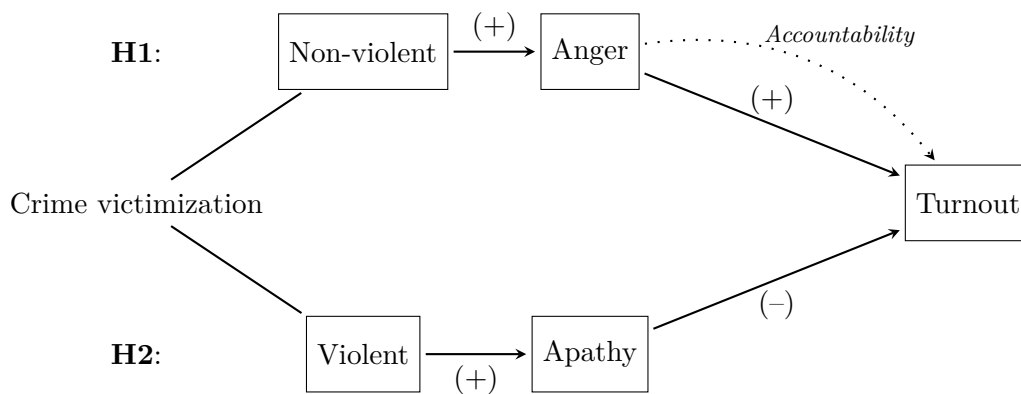 H1:
Non-violent
(+)
Anger
Accountability
(+)
Crime victimization
Turnout
(–)
H2:
Violent
(+)
Apathy